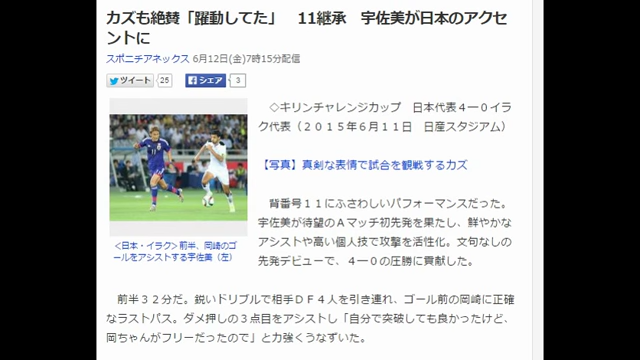 カズも絶賛「躍動してた」　11継承　宇佐美が日本のアクセ
ントに
スポニチアネックス 6月12日(金)7時15分配信
ツイート 25 シェア 3
◇キリンチャレンジカップ　日本代表４―０イラ
ク代表（２０１５年６月１１日　日産スタジアム）
【写真】真剣な表情で試合を観戦するカズ
背番号１１にふさわしいパフォーマンスだった。
宇佐美が待望のＡマッチ初先発を果たし、鮮やかな
アシストや高い個人技で攻撃を活性化。文句なしの
先発デビューで、４―０の圧勝に貢献した。
＜日本・イラク＞前半、岡崎のゴ
ールをアシストする宇佐美（左）
前半３２分だ。鋭いドリブルで相手ＤＦ４人を引き連れ、ゴール前の岡崎に正確
なラストパス。ダメ押しの３点目をアシストし「自分で突破しても良かったけど、
岡ちゃんがフリーだったので」と力強くうなずいた。